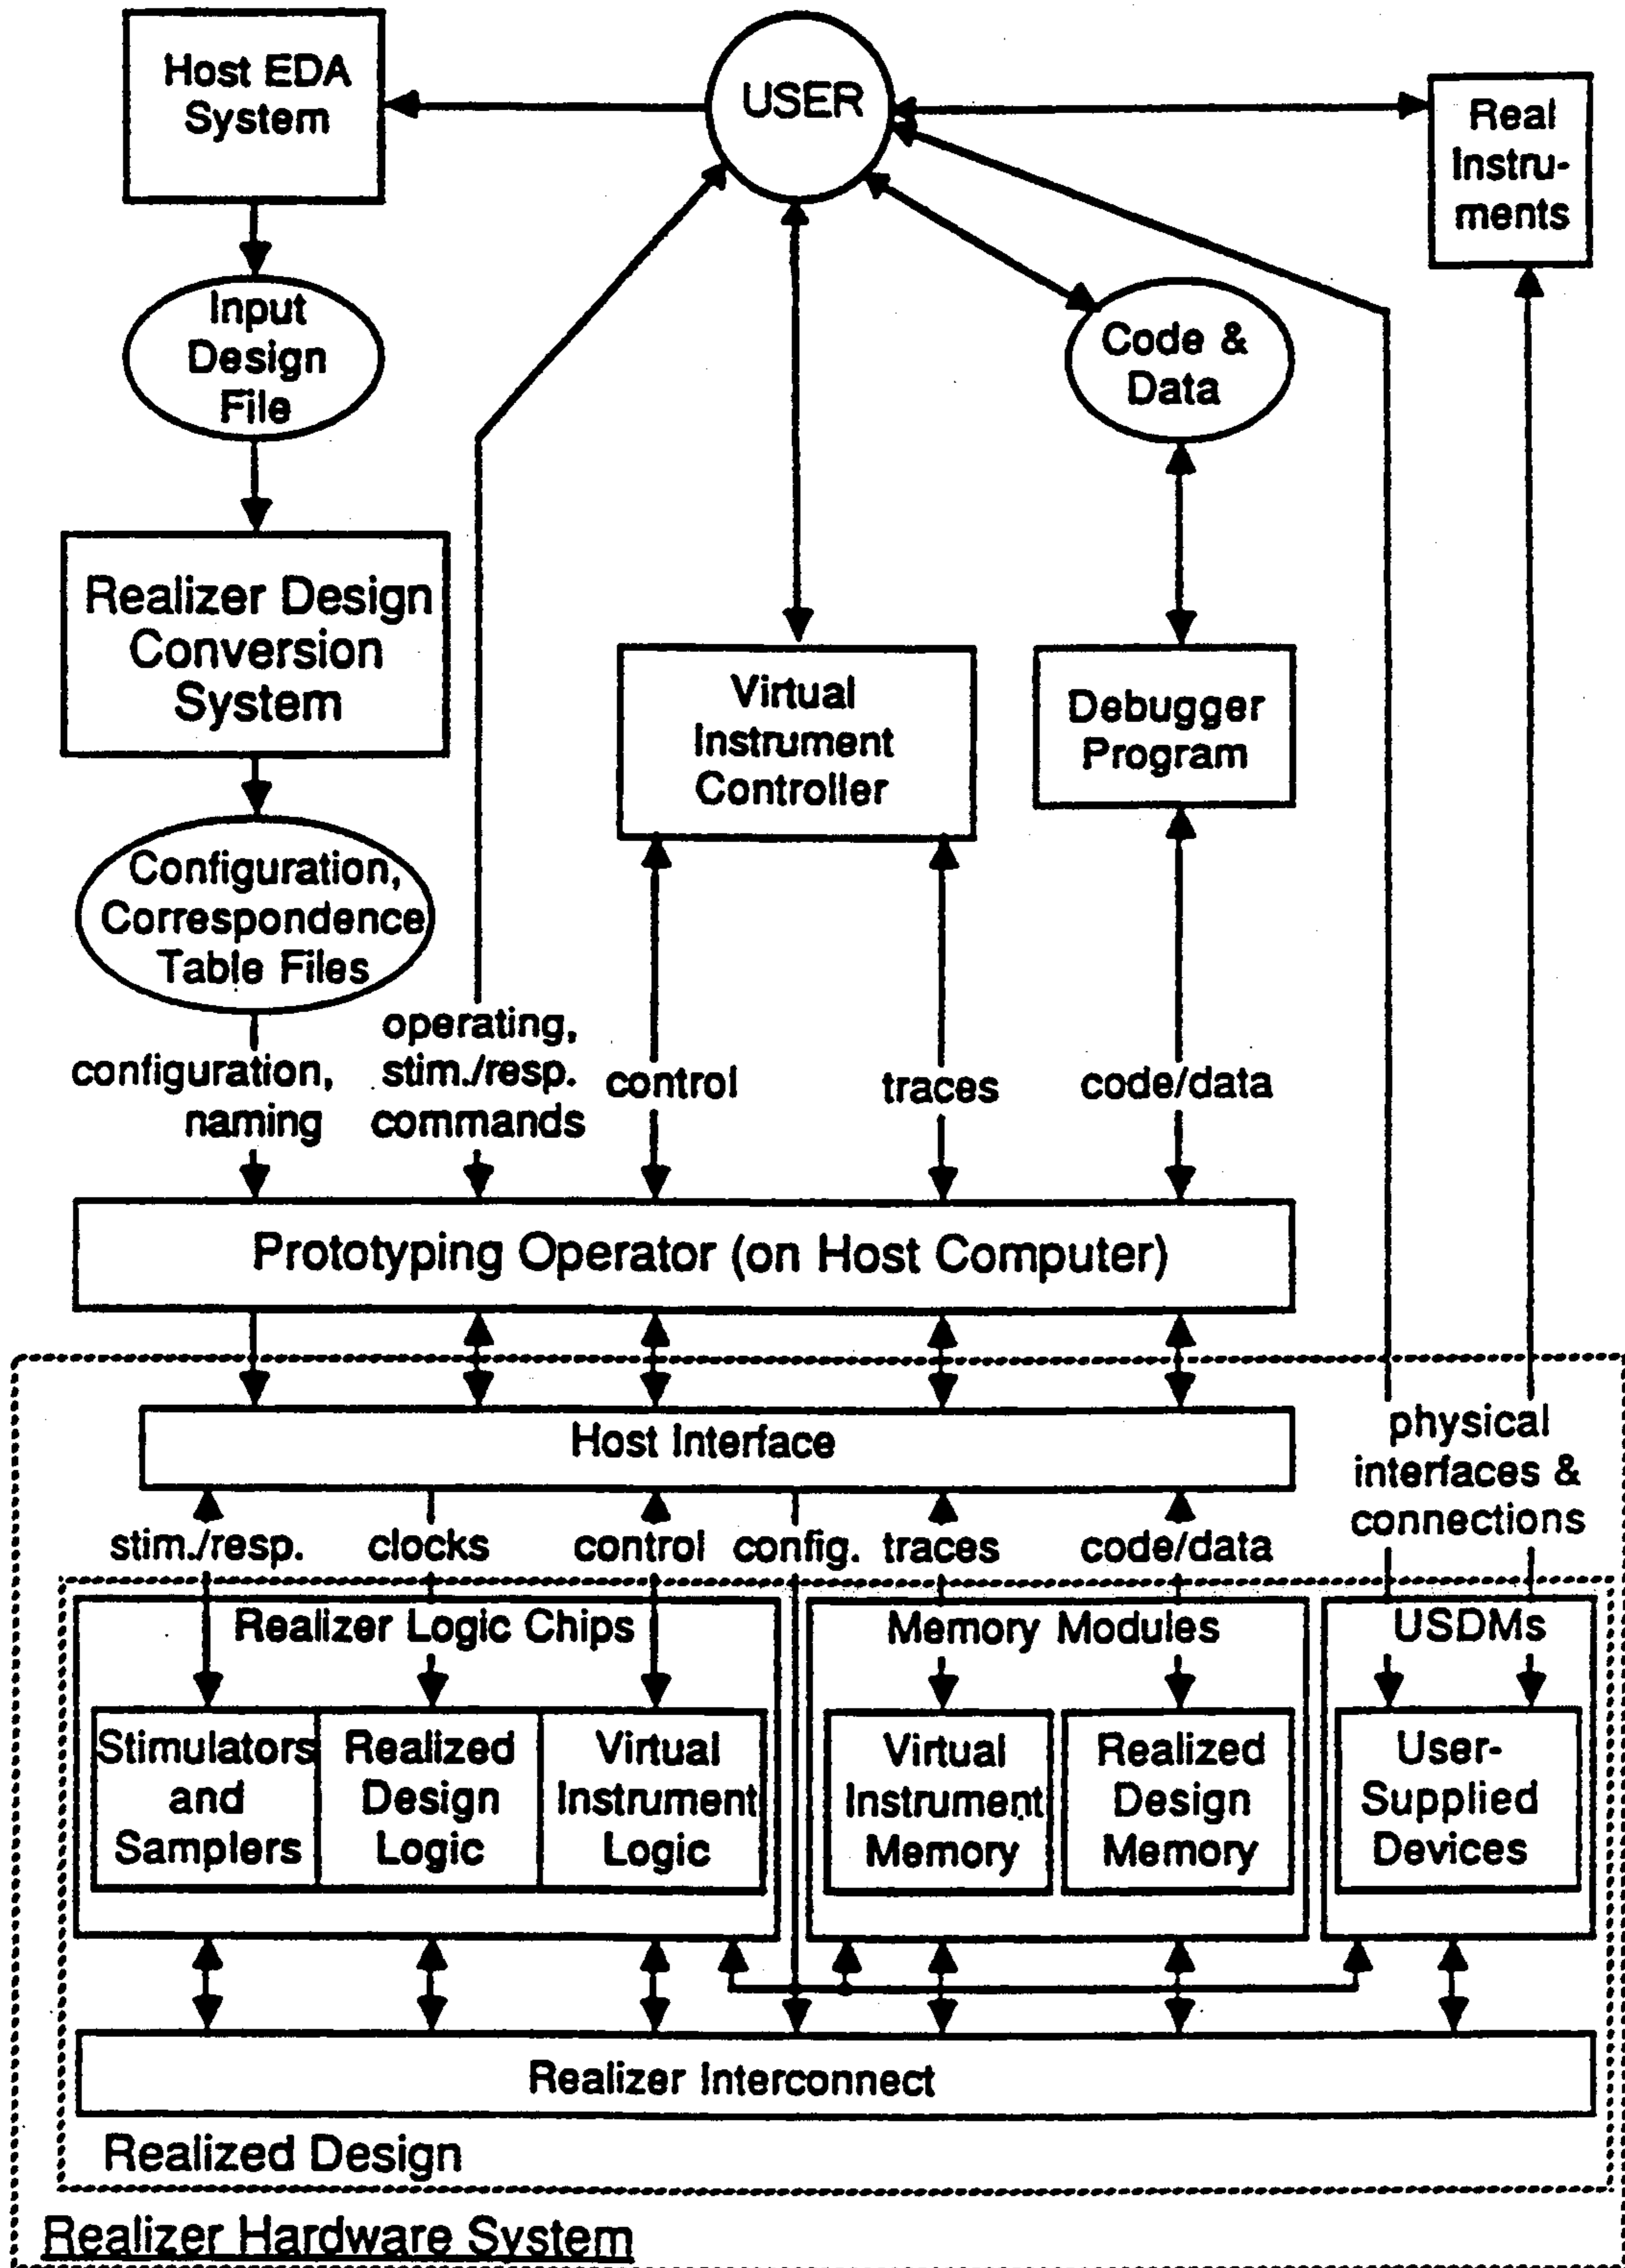 Host EDA
System
USER
Real
Instru-
ments
Input
Design
File
Code &
Data
Realizer Design
Conversion
System
Virtual
Instrument
Controller
Debugger
Program
Configuration,
Correspondence
Table Files
configuration,
naming
operating,
stim./resp.
commands
control
traces
code/data
Prototyping Operator (on Host Computer)
Host Interface
physical
interfaces &
connections
stim./resp.
clocks
control
config.
traces
code/data
Realizer Logic Chips
Memory Modules
USDMs
Stimulators
and
Samplers
Realized
Design
Logic
Virtual
Instrument
Logic
Virtual
Instrument
Memory
Realized
Design
Memory
User-
Supplied
Devices
Realizer Interconnect
Realized Design
Realizer Hardware System